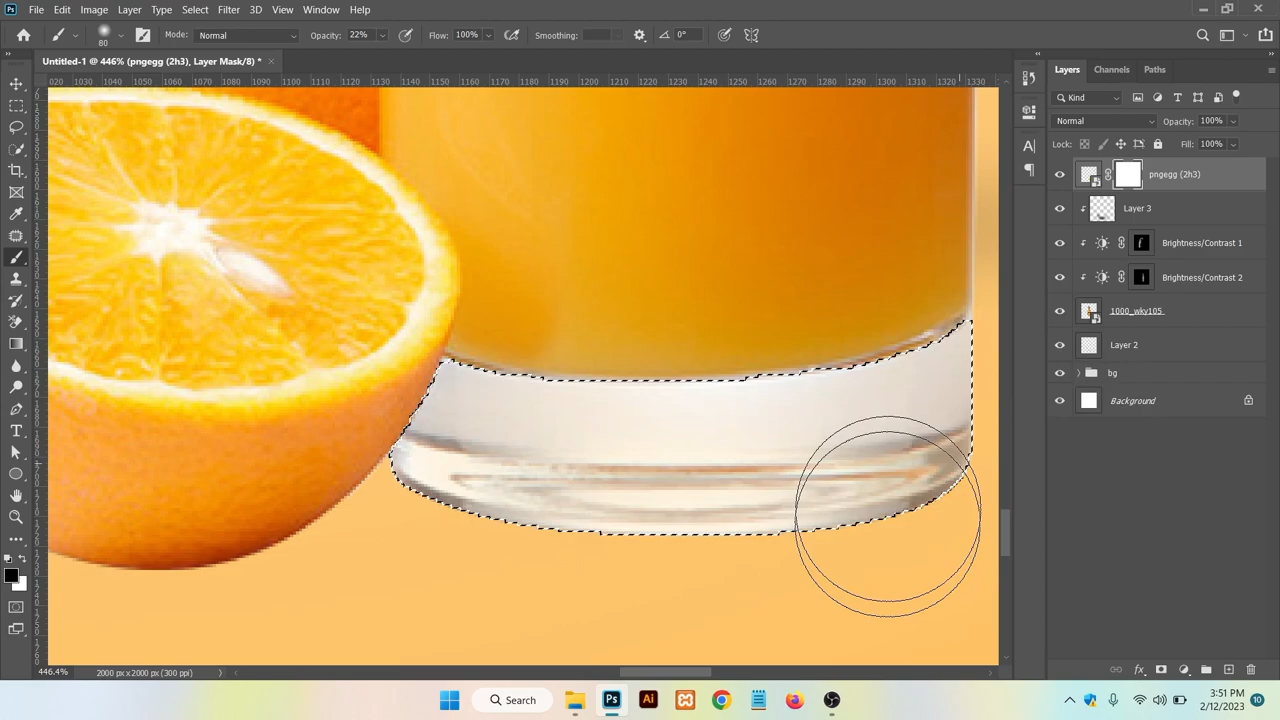 Ps File Edit Image Layer Type Select Filter 3D View Window Help
80 Mode: Normal Opacity: 22% Flow: 100% Smoothing: 0°
Untitled-1 @ 446% (pngegg (2h3), Layer Mask/8) * ×
1020 1030 1040 1050 1060 1070 1080 1090 1100 1110 1120 1130 1140 1150 1160 1170 1180 1190 1200 1210 1220 1230 1240 1250 1260 1270 1280 1290 1300 1310 1320 1330
Layers Channels Paths
Kind
Normal Opacity: 100%
Lock: Fill: 100%
pngegg (2h3)
Layer 3
Brightness/Contrast 1
Brightness/Contrast 2
1000_wky105
Layer 2
bg
Background
446.4% 2000 px x 2000 px (300 ppi)
Search Ps Ai
3:51 PM
2/12/2023 10